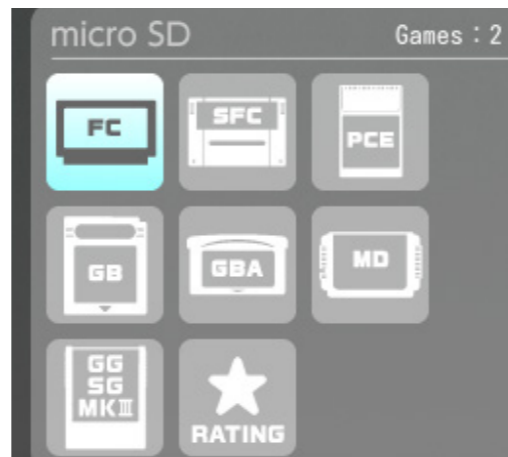 micro SD
Games：2
FC
SFC
PCE
GB
GBA
MD
GG
SG
MKⅢ
RATING